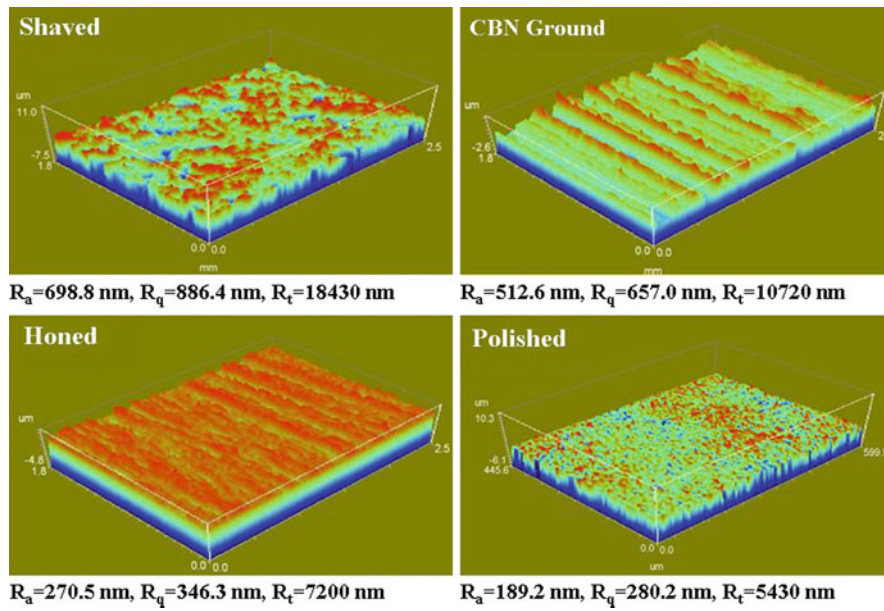 Shaved
um
11.0
-7.5
1.8
2.5
0.0
0.0
mm
Ra=698.8 nm, Rq=886.4 nm, Rt=18430 nm
CBN Ground
um
-2.6
1.8
2
0.0
0.0
mm
Ra=512.6 nm, Rq=657.0 nm, Rt=10720 nm
Honed
um
-4.8
1.8
2.5
0.0
0.0
mm
Ra=270.5 nm, Rq=346.3 nm, Rt=7200 nm
Polished
um
10.3
-6.1
445.6
599.5
0.0
0.0
um
Ra=189.2 nm, Rq=280.2 nm, Rt=5430 nm